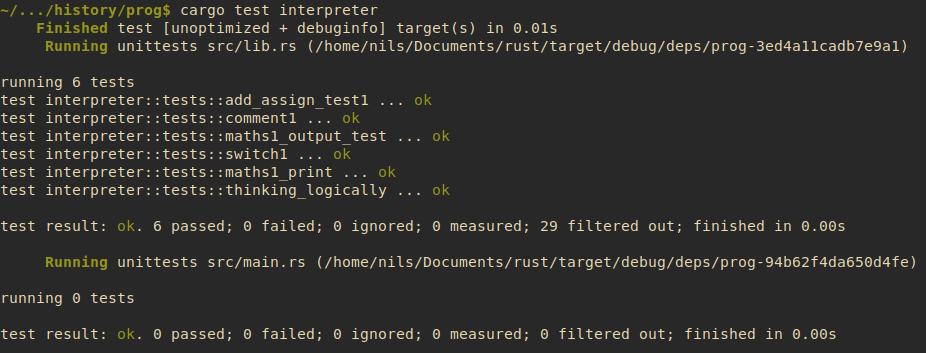 ~/.../history/prog$ cargo test interpreter
Finished test [unoptimized + debuginfo] target(s) in 0.01s
Running unittests src/lib.rs (/home/nils/Documents/rust/target/debug/deps/prog-3ed4a11cadb7e9a1)
running 6 tests
test interpreter::tests::add_assign_test1 ... ok
test interpreter::tests::comment1 ... ok
test interpreter::tests::maths1_output_test ... ok
test interpreter::tests::switch1 ... ok
test interpreter::tests::maths1_print ... ok
test interpreter::tests::thinking_logically ... ok
test result: ok. 6 passed; 0 failed; 0 ignored; 0 measured; 29 filtered out; finished in 0.00s
Running unittests src/main.rs (/home/nils/Documents/rust/target/debug/deps/prog-94b62f4da650d4fe)
running 0 tests
test result: ok. 0 passed; 0 failed; 0 ignored; 0 measured; 0 filtered out; finished in 0.00s